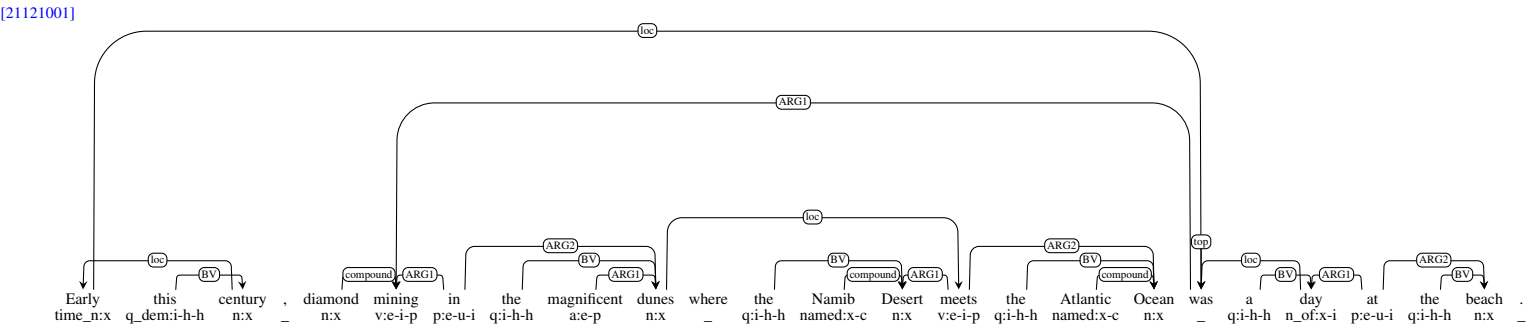 [21121001]
loc
ARG1
loc
top
ARG2 ARG2
loc BV BV BV loc ARG2
BV compound ARG1 ARG1 compound ARG1 compound BV ARG1 BV
Early this century , diamond mining in the magnificent dunes where the Namib Desert meets the Atlantic Ocean was a day at the beach .
time_n:x q_dem:i-h-h n:x _ n:x v:e-i-p p:e-u-i q:i-h-h a:e-p n:x _ q:i-h-h named:x-c n:x v:e-i-p q:i-h-h named:x-c n:x _ q:i-h-h n_of:x-i p:e-u-i q:i-h-h n:x _